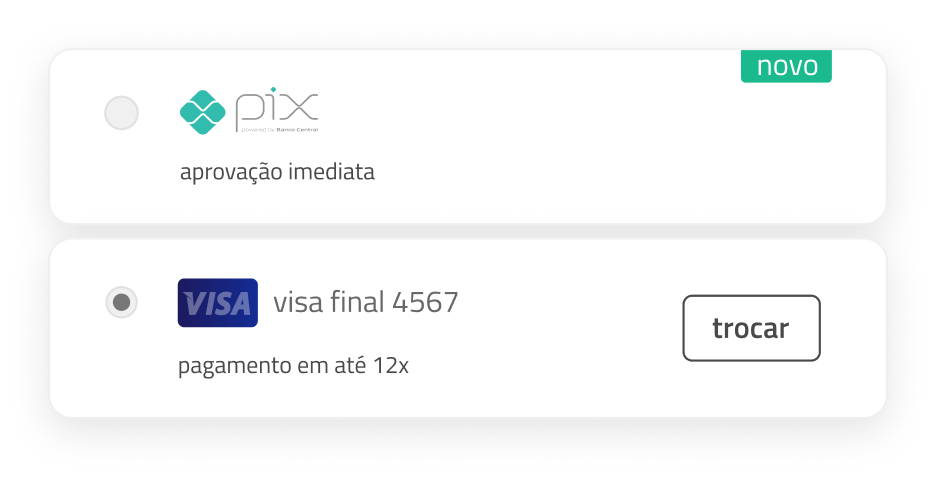 novo
pix
powered by Banco Central
aprovação imediata
VISA visa final 4567
trocar
pagamento em até 12x